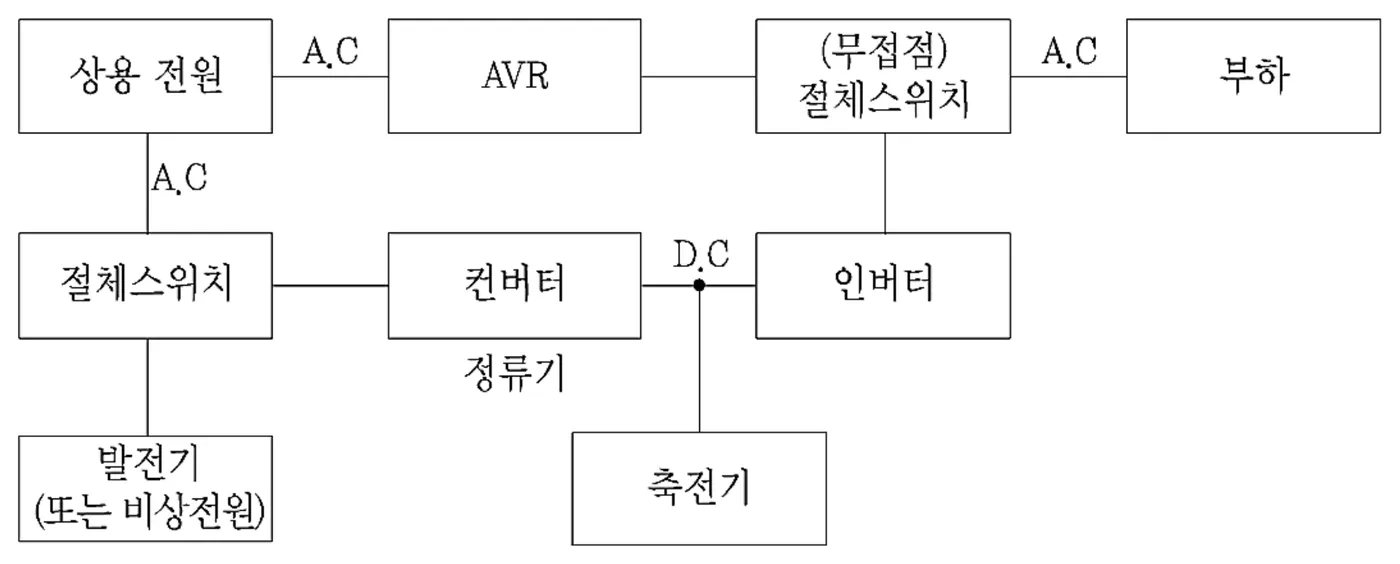 상용 전원
A.C
AVR
(무접점)
절체스위치
A.C
부하
A.C
절체스위치
컨버터
D.C
인버터
정류기
발전기
(또는 비상전원)
축전기